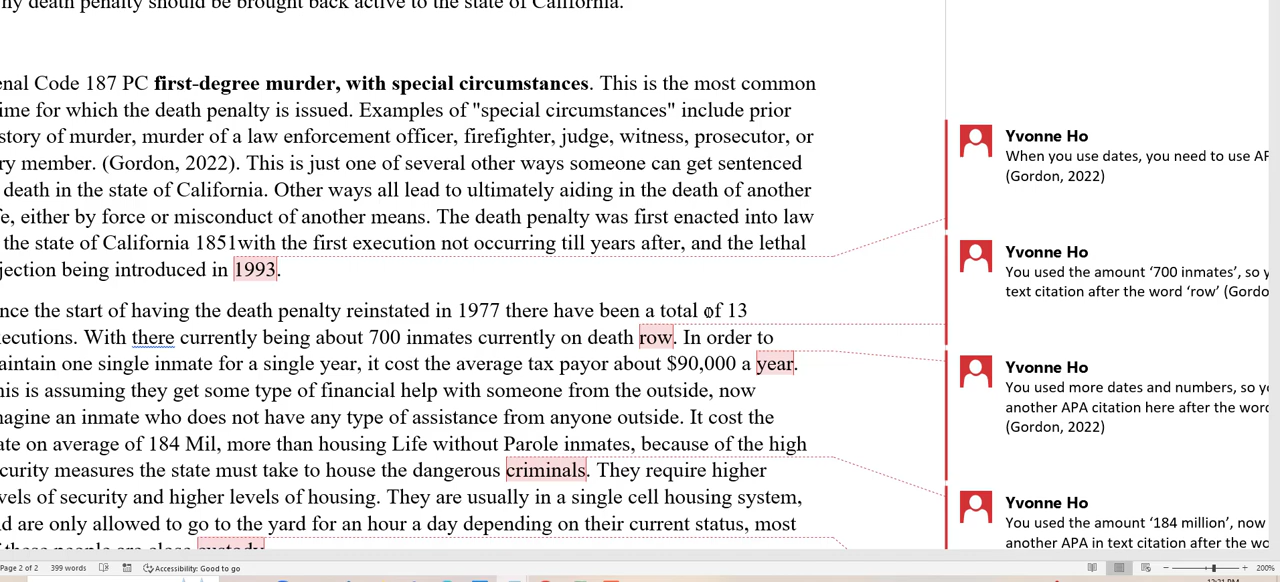 ny death penalty should be brought back active to the state of California.
enal Code 187 PC first-degree murder, with special circumstances. This is the most common
ime for which the death penalty is issued. Examples of "special circumstances" include prior
story of murder, murder of a law enforcement officer, firefighter, judge, witness, prosecutor, or
ry member. (Gordon, 2022). This is just one of several other ways someone can get sentenced
death in the state of California. Other ways all lead to ultimately aiding in the death of another
fe, either by force or misconduct of another means. The death penalty was first enacted into law
the state of California 1851with the first execution not occurring till years after, and the lethal
jection being introduced in 1993.
nce the start of having the death penalty reinstated in 1977 there have been a total of 13
ecutions. With there currently being about 700 inmates currently on death row. In order to
aintain one single inmate for a single year, it cost the average tax payor about $90,000 a year.
his is assuming they get some type of financial help with someone from the outside, now
nagine an inmate who does not have any type of assistance from anyone outside. It cost the
ate on average of 184 Mil, more than housing Life without Parole inmates, because of the high
curity measures the state must take to house the dangerous criminals. They require higher
vels of security and higher levels of housing. They are usually in a single cell housing system,
d are only allowed to go to the yard for an hour a day depending on their current status, most
f these people are close custody
Yvonne Ho
When you use dates, you need to use AP
(Gordon, 2022)
Yvonne Ho
You used the amount ‘700 inmates’, so y
text citation after the word ‘row’ (Gordo
Yvonne Ho
You used more dates and numbers, so yo
another APA citation here after the word
(Gordon, 2022)
Yvonne Ho
You used the amount ‘184 million’, now
another APA in text citation after the wo
Page 2 of 2 399 words Accessibility: Good to go 200%